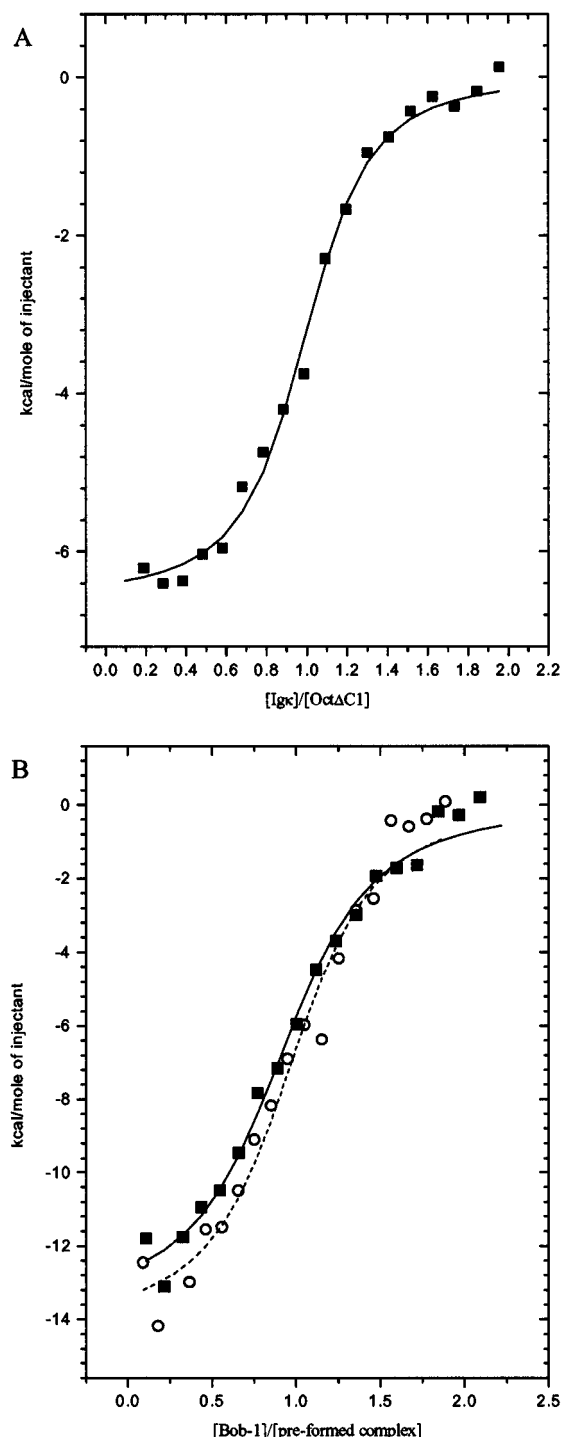 A
0
-2
-4
-6
kcal/mole of injectant
0.0 0.2 0.4 0.6 0.8 1.0 1.2 1.4 1.6 1.8 2.0 2.2
[Igκ]/[OctΔC1]
B
0
-2
-4
-6
-8
-10
-12
-14
kcal/mole of injectant
0.0 0.5 1.0 1.5 2.0 2.5
[Bob-1]/[pre-formed complex]